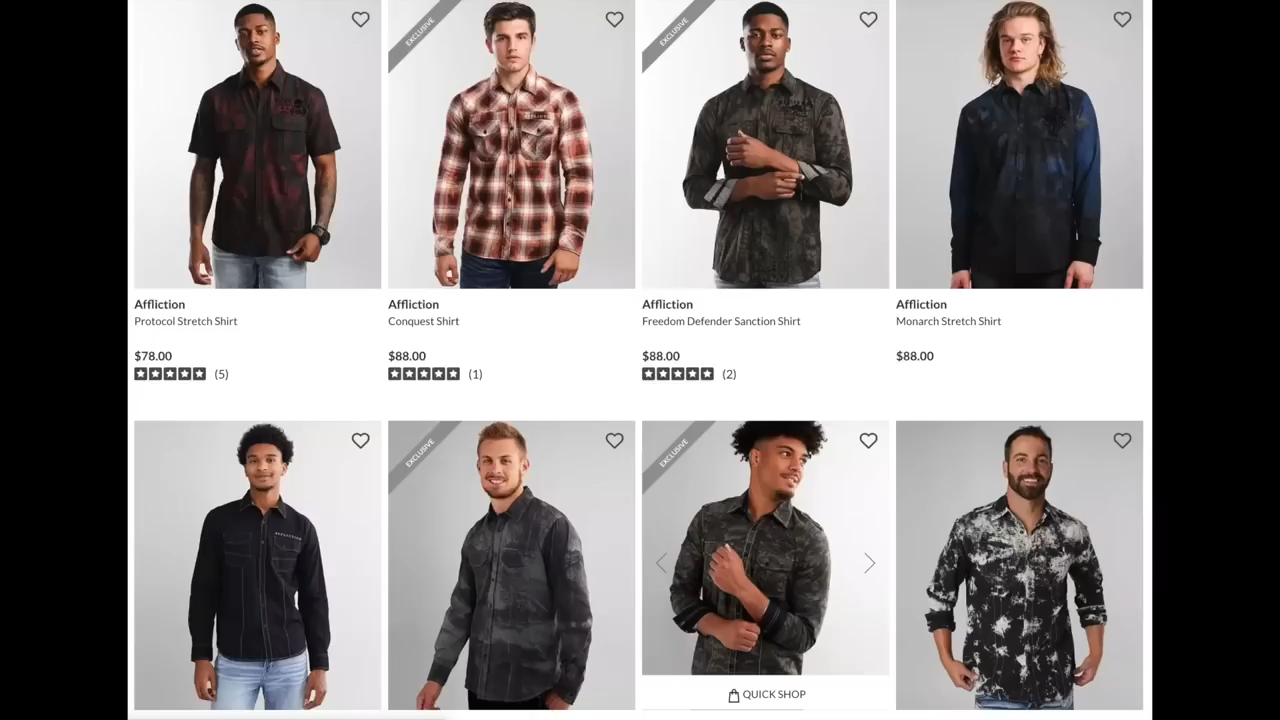 EXCLUSIVE
EXCLUSIVE
Affliction
Protocol Stretch Shirt
$78.00
(5)
Affliction
Conquest Shirt
$88.00
(1)
Affliction
Freedom Defender Sanction Shirt
$88.00
(2)
Affliction
Monarch Stretch Shirt
$88.00
AFFLICTION
EXCLUSIVE
EXCLUSIVE
QUICK SHOP